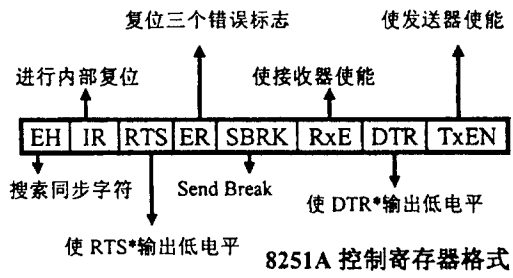 复位三个错误标志
使发送器使能
进行内部复位
使接收器使能
EH IR RTS ER SBRK RxE DTR TxEN
搜索同步字符
Send Break
使 DTR*输出低电平
使 RTS*输出低电平
8251A 控制寄存器格式